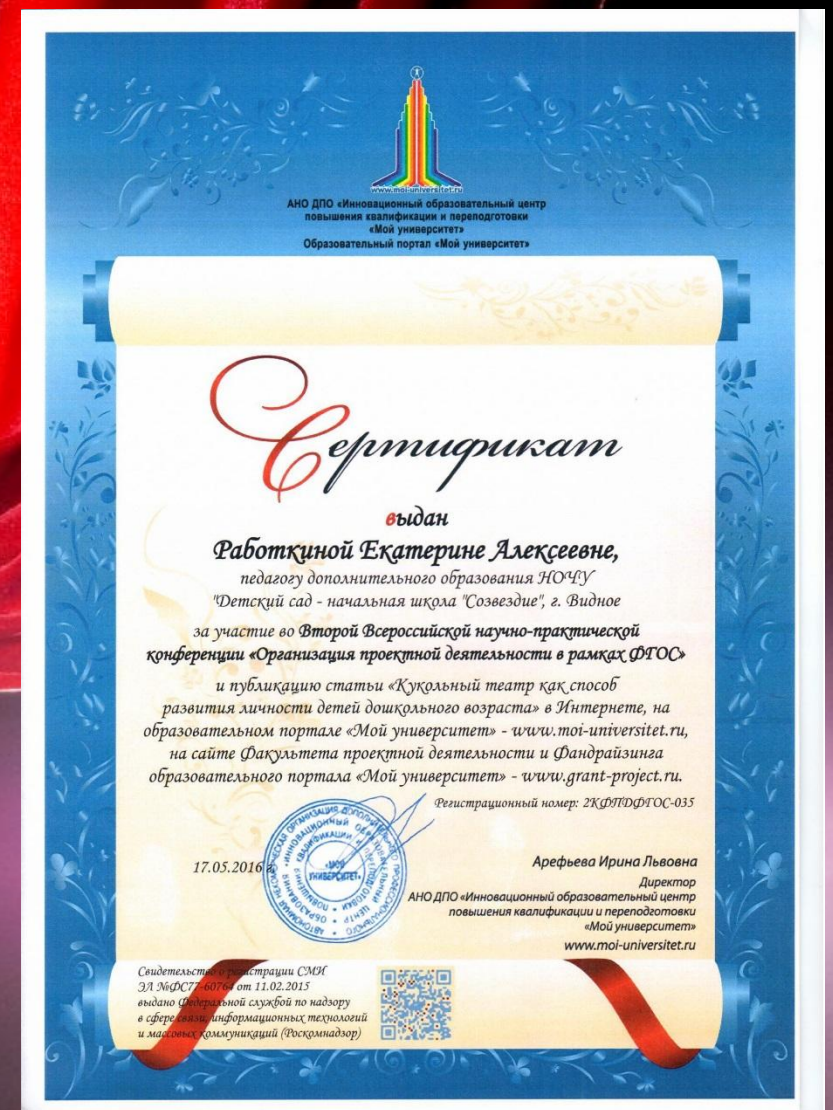 www.moi-universitet.ru
АНО ДПО «Инновационный образовательный центр
повышения квалификации и переподготовки
«Мой университет»
Образовательный портал «Мой университет»
Сертификат
выдан
Работкиной Екатерине Алексеевне,
педагогу дополнительного образования НОЧУ
"Детский сад - начальная школа "Созвездие", г. Видное
за участие во Второй Всероссийской научно-практической
конференции «Организация проектной деятельности в рамках ФГОС»
и публикацию статьи «Кукольный театр как способ
развития личности детей дошкольного возраста» в Интернете, на
образовательном портале «Мой университет» - www.moi-universitet.ru,
на сайте Факультета проектной деятельности и Фандрайзинга
образовательного портала «Мой университет» - www.grant-project.ru.
Регистрационный номер: 2КФПДФГОС-035
17.05.2016 г.
«МОЙ
УНИВЕРСИТЕТ»
Арефьева Ирина Львовна
Директор
АНО ДПО «Инновационный образовательный центр
повышения квалификации и переподготовки
«Мой университет»
www.moi-universitet.ru
Свидетельство о регистрации СМИ
ЭЛ №ФС77-60764 от 11.02.2015
выдано Федеральной службой по надзору
в сфере связи, информационных технологий
и массовых коммуникаций (Роскомнадзор)